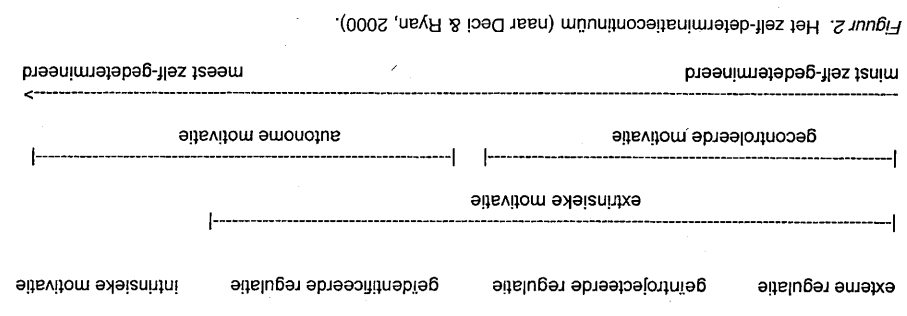 externe regulatie geïntrojecteerde regulatie geïdentificeerde regulatie intrinsieke motivatie
extrinsieke motivatie
gecontroleerde motivatie autonome motivatie
minst zelf-gedetermineerd meest zelf-gedetermineerd
Figuur 2. Het zelf-determinatiecontinuüm (naar Deci & Ryan, 2000).